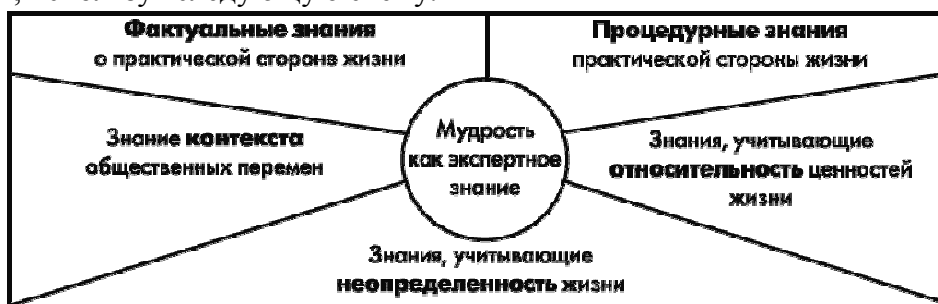 Фактуальные знания
о практической стороне жизни
Процедурные знания
практической стороны жизни
Знание контекста
общественных перемен
Мудрость
как экспертное
знание
Знания, учитывающие
относительность ценностей
жизни
Знания, учитывающие
неопределенность жизни